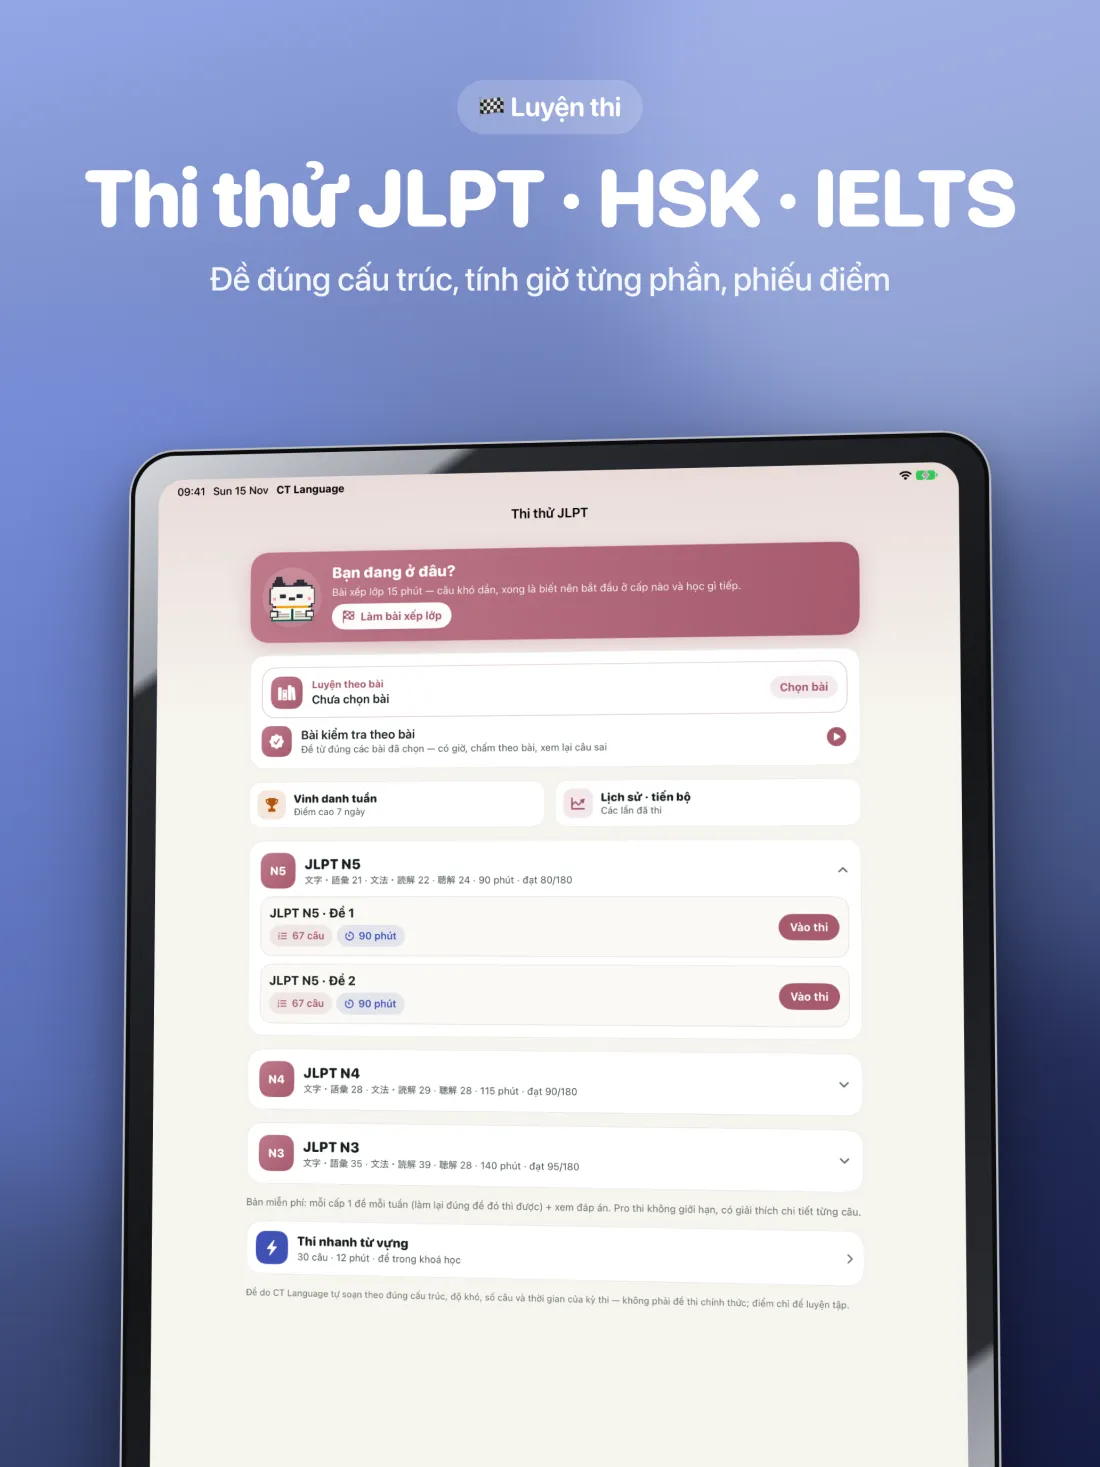 🏁 Luyện thi
Thi thử JLPT · HSK · IELTS
Đề đúng cấu trúc, tính giờ từng phần, phiếu điểm
09:41 Sun 15 Nov CT Language
Thi thử JLPT
Bạn đang ở đâu?
Bài xếp lớp 15 phút — câu khó dần, xong là biết nên bắt đầu ở cấp nào và học gì tiếp.
Làm bài xếp lớp
Luyện theo bài
Chưa chọn bài
Chọn bài
Bài kiểm tra theo bài
Đề từ đúng các bài đã chọn — có giờ, chấm theo bài, xem lại câu sai
Vinh danh tuần
Điểm cao 7 ngày
Lịch sử · tiến bộ
Các lần đã thi
N5
JLPT N5
文字・語彙 21 · 文法・読解 22 · 聴解 24 · 90 phút · đạt 80/180
JLPT N5 · Đề 1
67 câu
90 phút
Vào thi
JLPT N5 · Đề 2
67 câu
90 phút
Vào thi
N4
JLPT N4
文字・語彙 28 · 文法・読解 29 · 聴解 28 · 115 phút · đạt 90/180
N3
JLPT N3
文字・語彙 35 · 文法・読解 39 · 聴解 28 · 140 phút · đạt 95/180
Bản miễn phí: mỗi cấp 1 đề mỗi tuần (làm lại đúng đề đó thì được) + xem đáp án. Pro thi không giới hạn, có giải thích chi tiết từng câu.
Thi nhanh từ vựng
30 câu · 12 phút · đề trong khoá học
Đề do CT Language tự soạn theo đúng cấu trúc, độ khó, số câu và thời gian của kỳ thi — không phải đề thi chính thức; điểm chỉ để luyện tập.